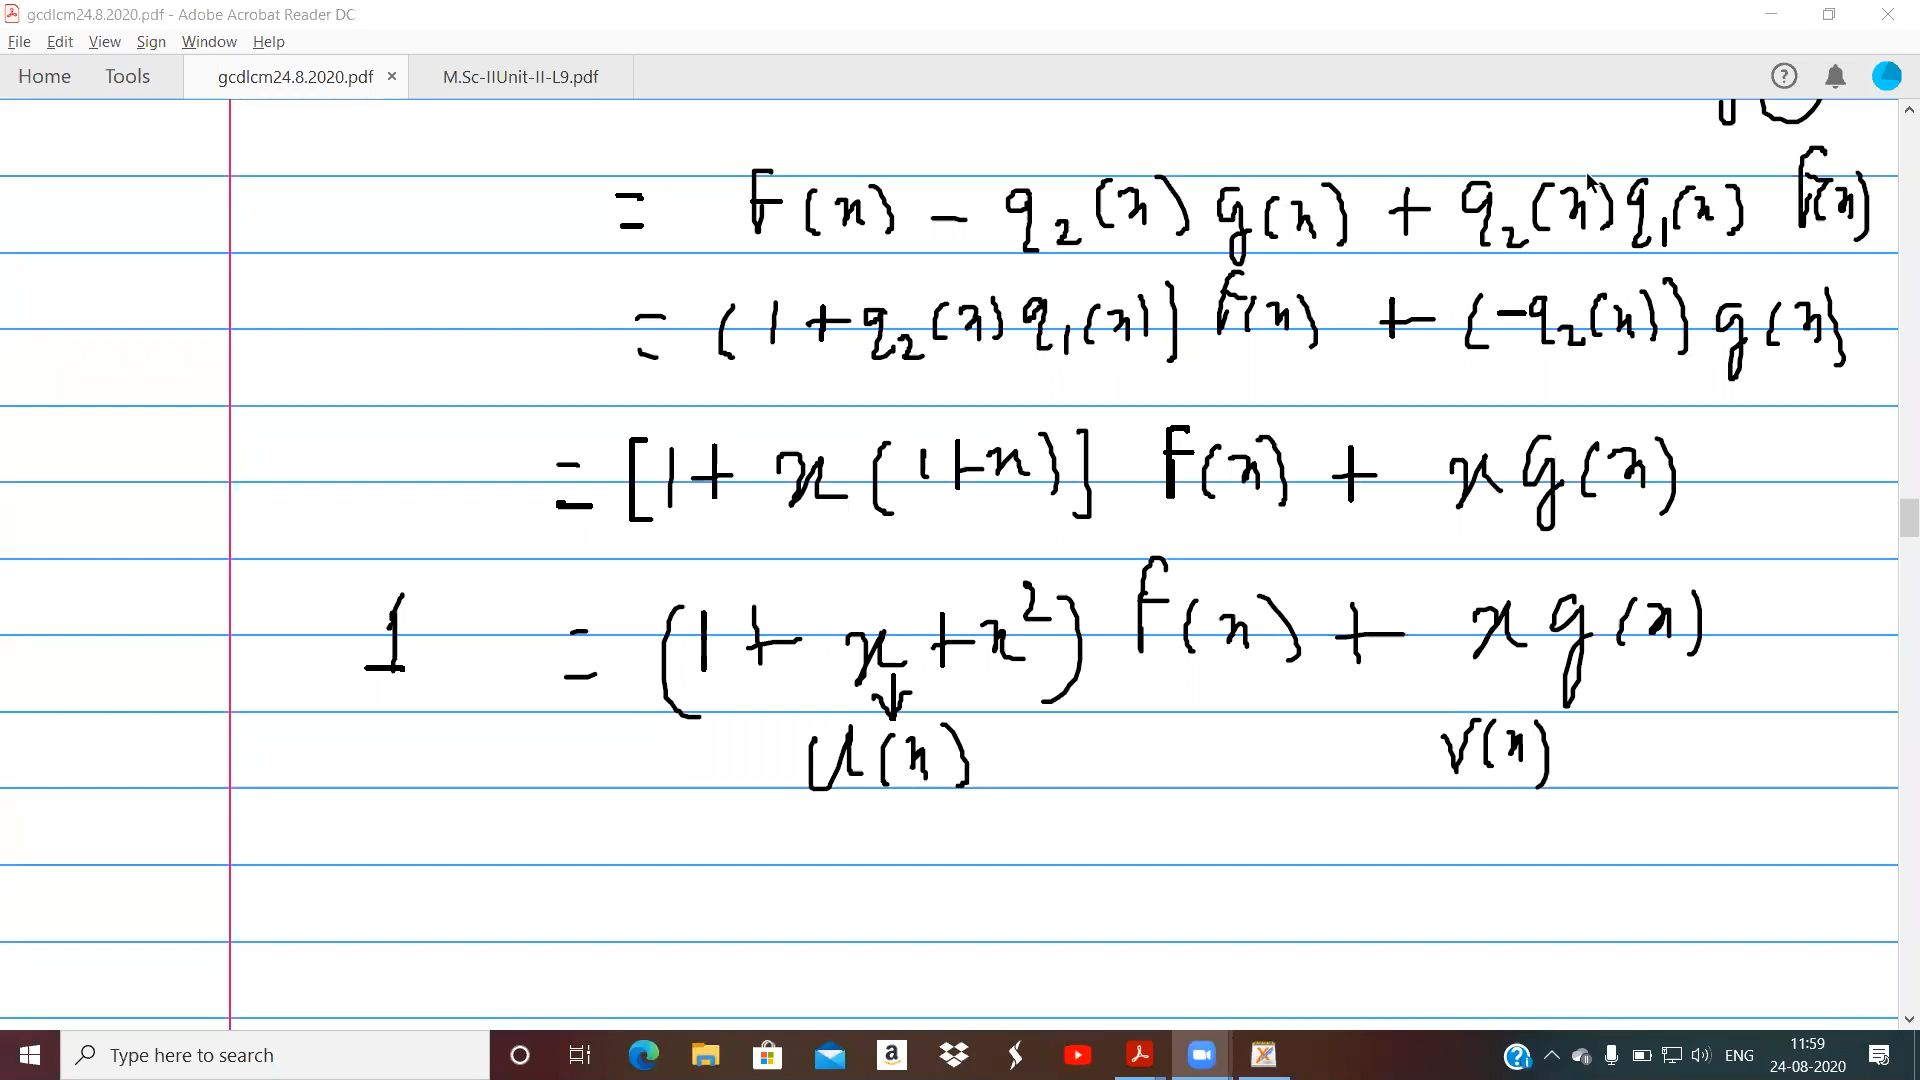 gcdlcm24.8.2020.pdf - Adobe Acrobat Reader DC
File Edit View Sign Window Help
Home Tools gcdlcm24.8.2020.pdf × M.Sc-IIUnit-II-L9.pdf
= f(x) - q₂(x) g(x) + q₂(x) q₁(x) f(x)
= (1 + q₂(x) q₁(x)) f(x) + (-q₂(x)) g(x)
= [1 + x(1+x)] f(x) + x g(x)
1 = (1 + x + x²) f(x) + x g(x)
↓
u(x) v(x)
Type here to search
ENG
11:59
24-08-2020